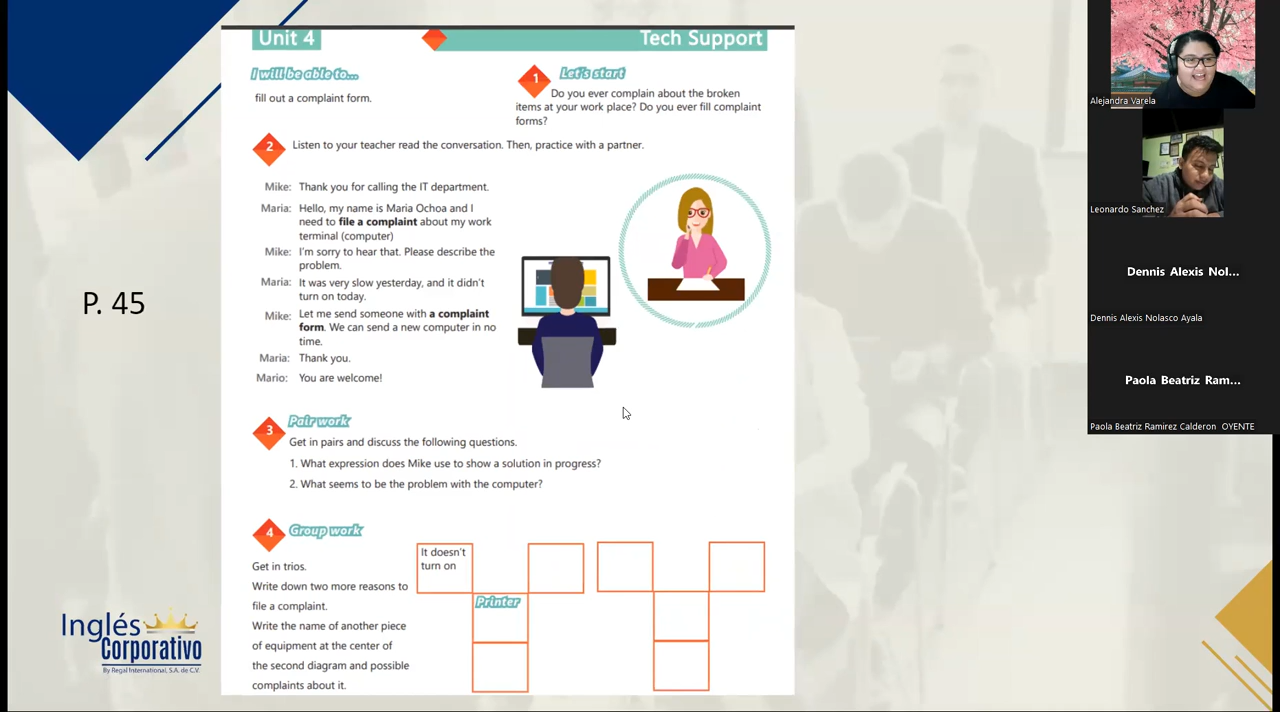 Unit 4
Tech Support
I will be able to...
fill out a complaint form.
1
Let's start
Do you ever complain about the broken
items at your work place? Do you ever fill complaint
forms?
2
Listen to your teacher read the conversation. Then, practice with a partner.
Mike: Thank you for calling the IT department.
Maria: Hello, my name is Maria Ochoa and I
need to file a complaint about my work
terminal (computer)
Mike: I'm sorry to hear that. Please describe the
problem.
Maria: It was very slow yesterday, and it didn't
turn on today.
Mike: Let me send someone with a complaint
form. We can send a new computer in no
time.
Maria: Thank you.
Mario: You are welcome!
3
Pair work
Get in pairs and discuss the following questions.
1. What expression does Mike use to show a solution in progress?
2. What seems to be the problem with the computer?
4
Group work
Get in trios.
Write down two more reasons to
file a complaint.
Write the name of another piece
of equipment at the center of
the second diagram and possible
complaints about it.
It doesn't
turn on
Printer
P. 45
Inglés
Corporativo
By Regal International, S.A. de C.V.
Alejandra Varela
Leonardo Sanchez
Dennis Alexis Nol...
Dennis Alexis Nolasco Ayala
Paola Beatriz Ram...
Paola Beatriz Ramirez Calderon OYENTE